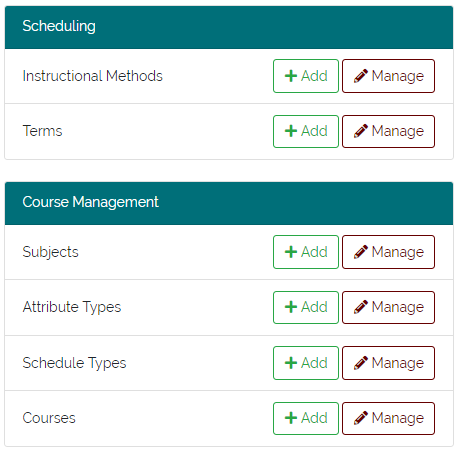 Scheduling
Instructional Methods Add Manage
Terms Add Manage
Course Management
Subjects Add Manage
Attribute Types Add Manage
Schedule Types Add Manage
Courses Add Manage